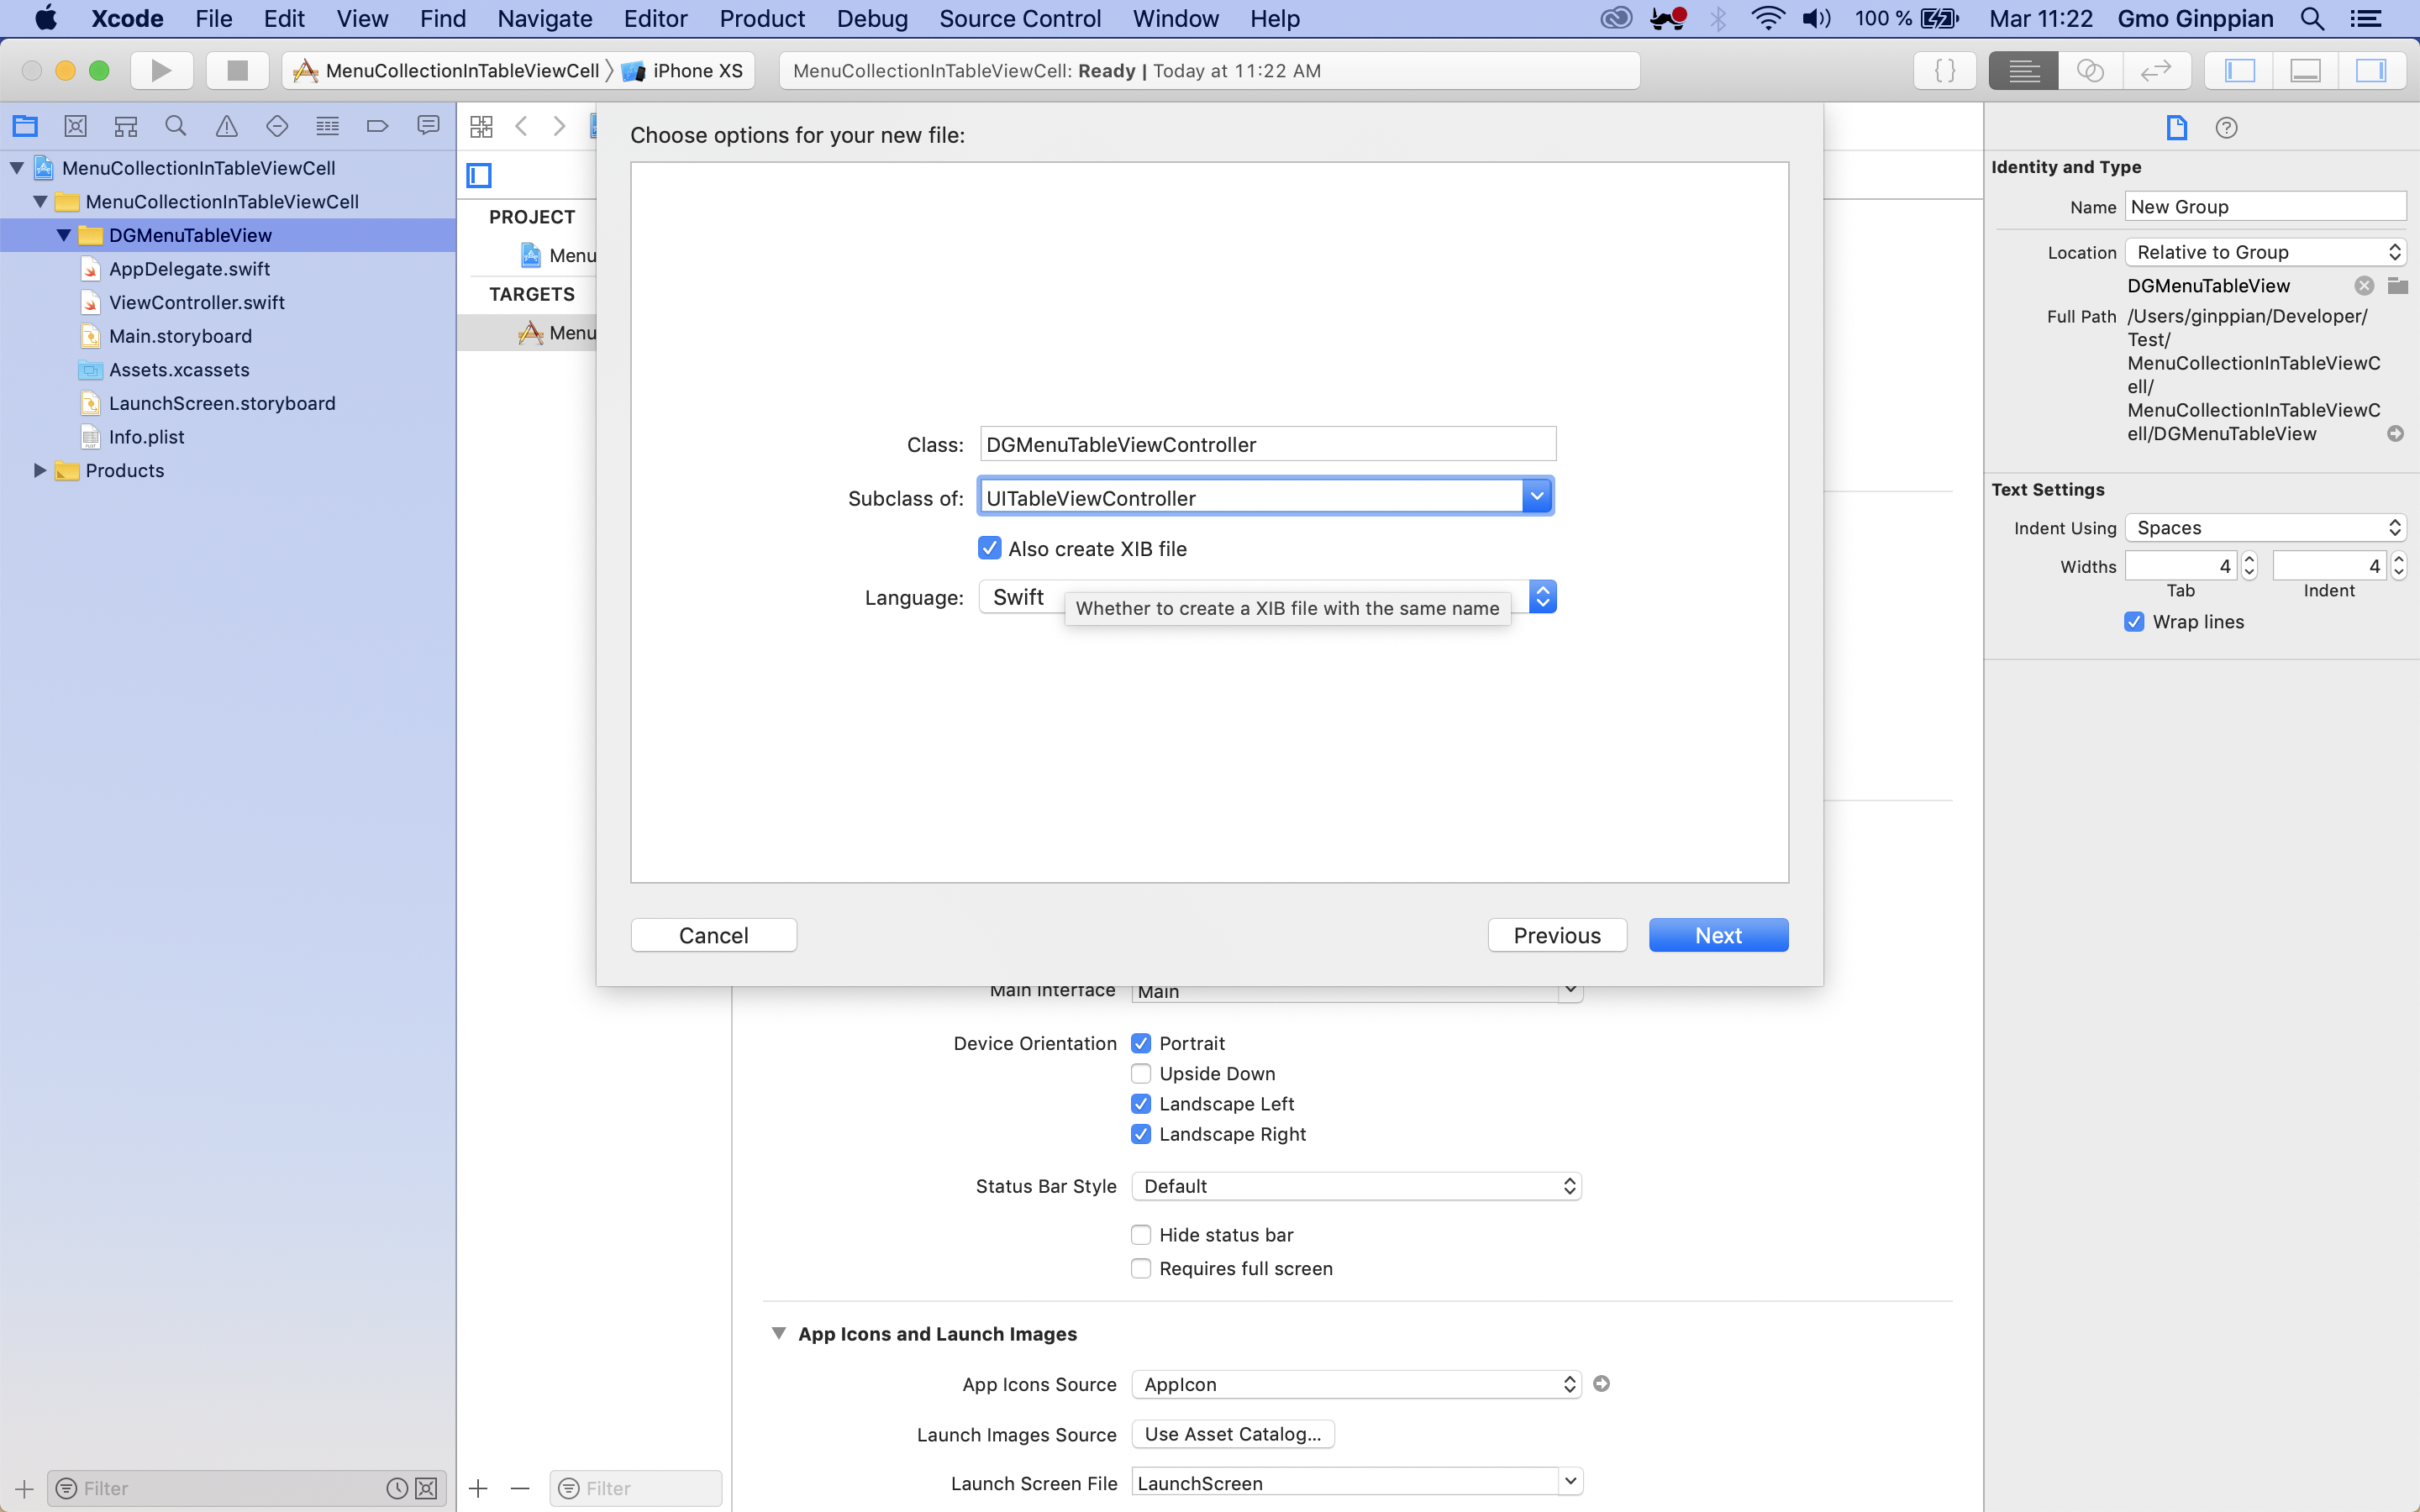 Xcode File Edit View Find Navigate Editor Product Debug Source Control Window Help 100 % Mar 11:22 Gmo Ginppian
MenuCollectionInTableViewCell iPhone XS
MenuCollectionInTableViewCell: Ready | Today at 11:22 AM
MenuCollectionInTableViewCell
MenuCollectionInTableViewCell
DGMenuTableView
AppDelegate.swift
ViewController.swift
Main.storyboard
Assets.xcassets
LaunchScreen.storyboard
Info.plist
Products
Filter
PROJECT
Menu
TARGETS
Menu
Filter
Choose options for your new file:
Class: DGMenuTableViewController
Subclass of: UITableViewController
Also create XIB file
Language: Swift
Whether to create a XIB file with the same name
Cancel
Previous
Next
Main Interface Main
Device Orientation Portrait
Upside Down
Landscape Left
Landscape Right
Status Bar Style Default
Hide status bar
Requires full screen
App Icons and Launch Images
App Icons Source AppIcon
Launch Images Source Use Asset Catalog...
Launch Screen File LaunchScreen
Identity and Type
Name New Group
Location Relative to Group
DGMenuTableView
Full Path /Users/ginppian/Developer/
Test/
MenuCollectionInTableViewC
ell/
MenuCollectionInTableViewC
ell/DGMenuTableView
Text Settings
Indent Using Spaces
Widths 4 4
Tab Indent
Wrap lines